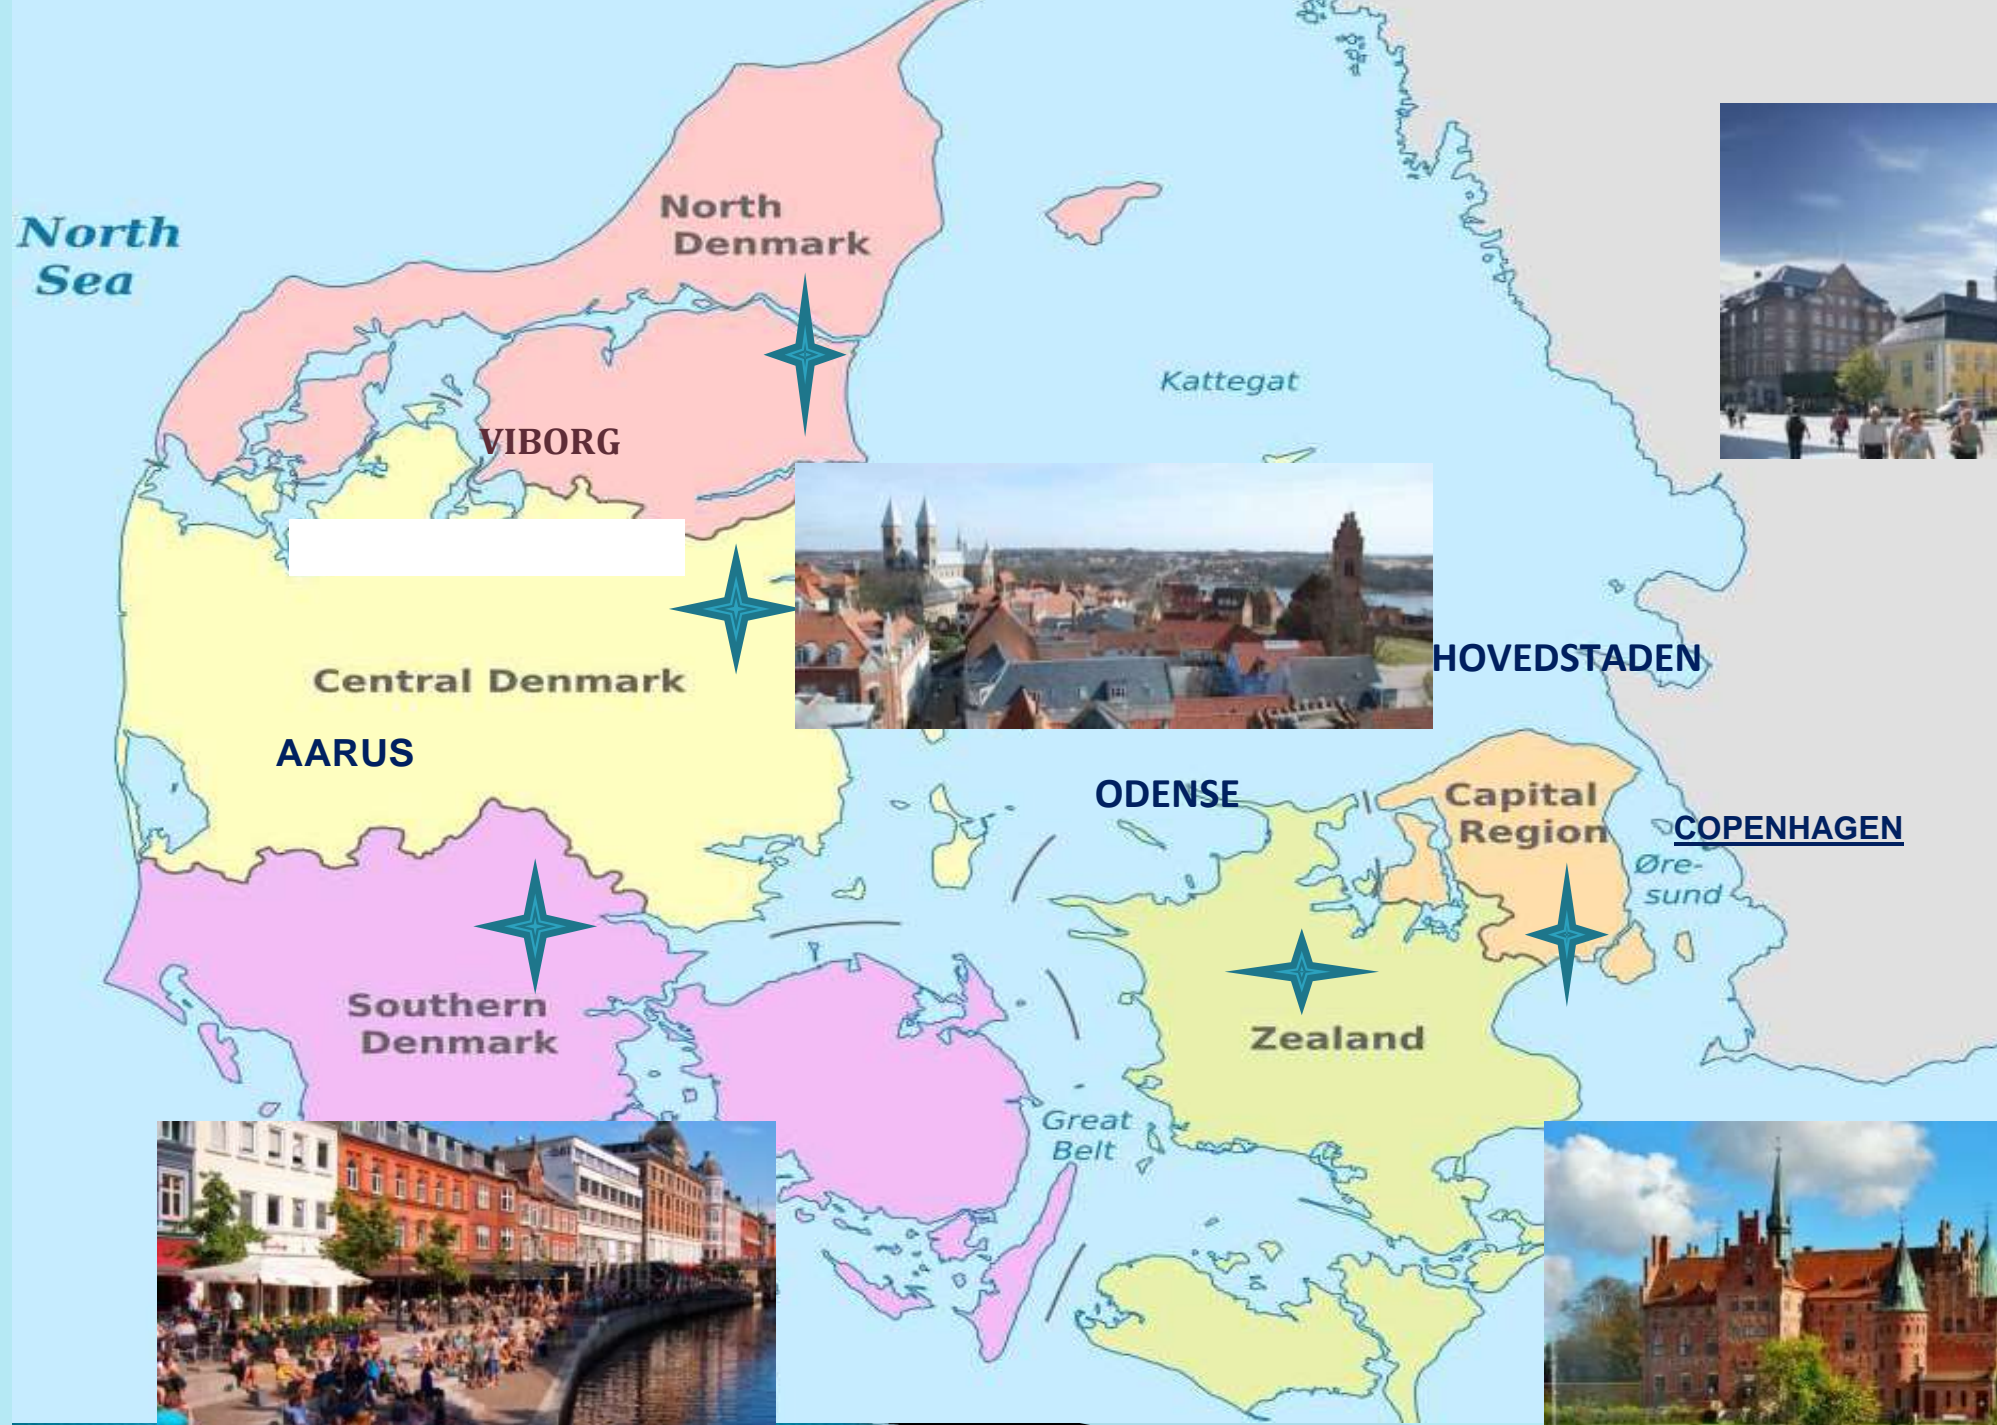 North
Denmark
North
Sea
Kattegat
VIBORG
HOVEDSTADEN
Central Denmark
AARUS
ODENSE
Capital
Region
COPENHAGEN
Øre-
sund
Southern
Denmark
Zealand
Great
Belt